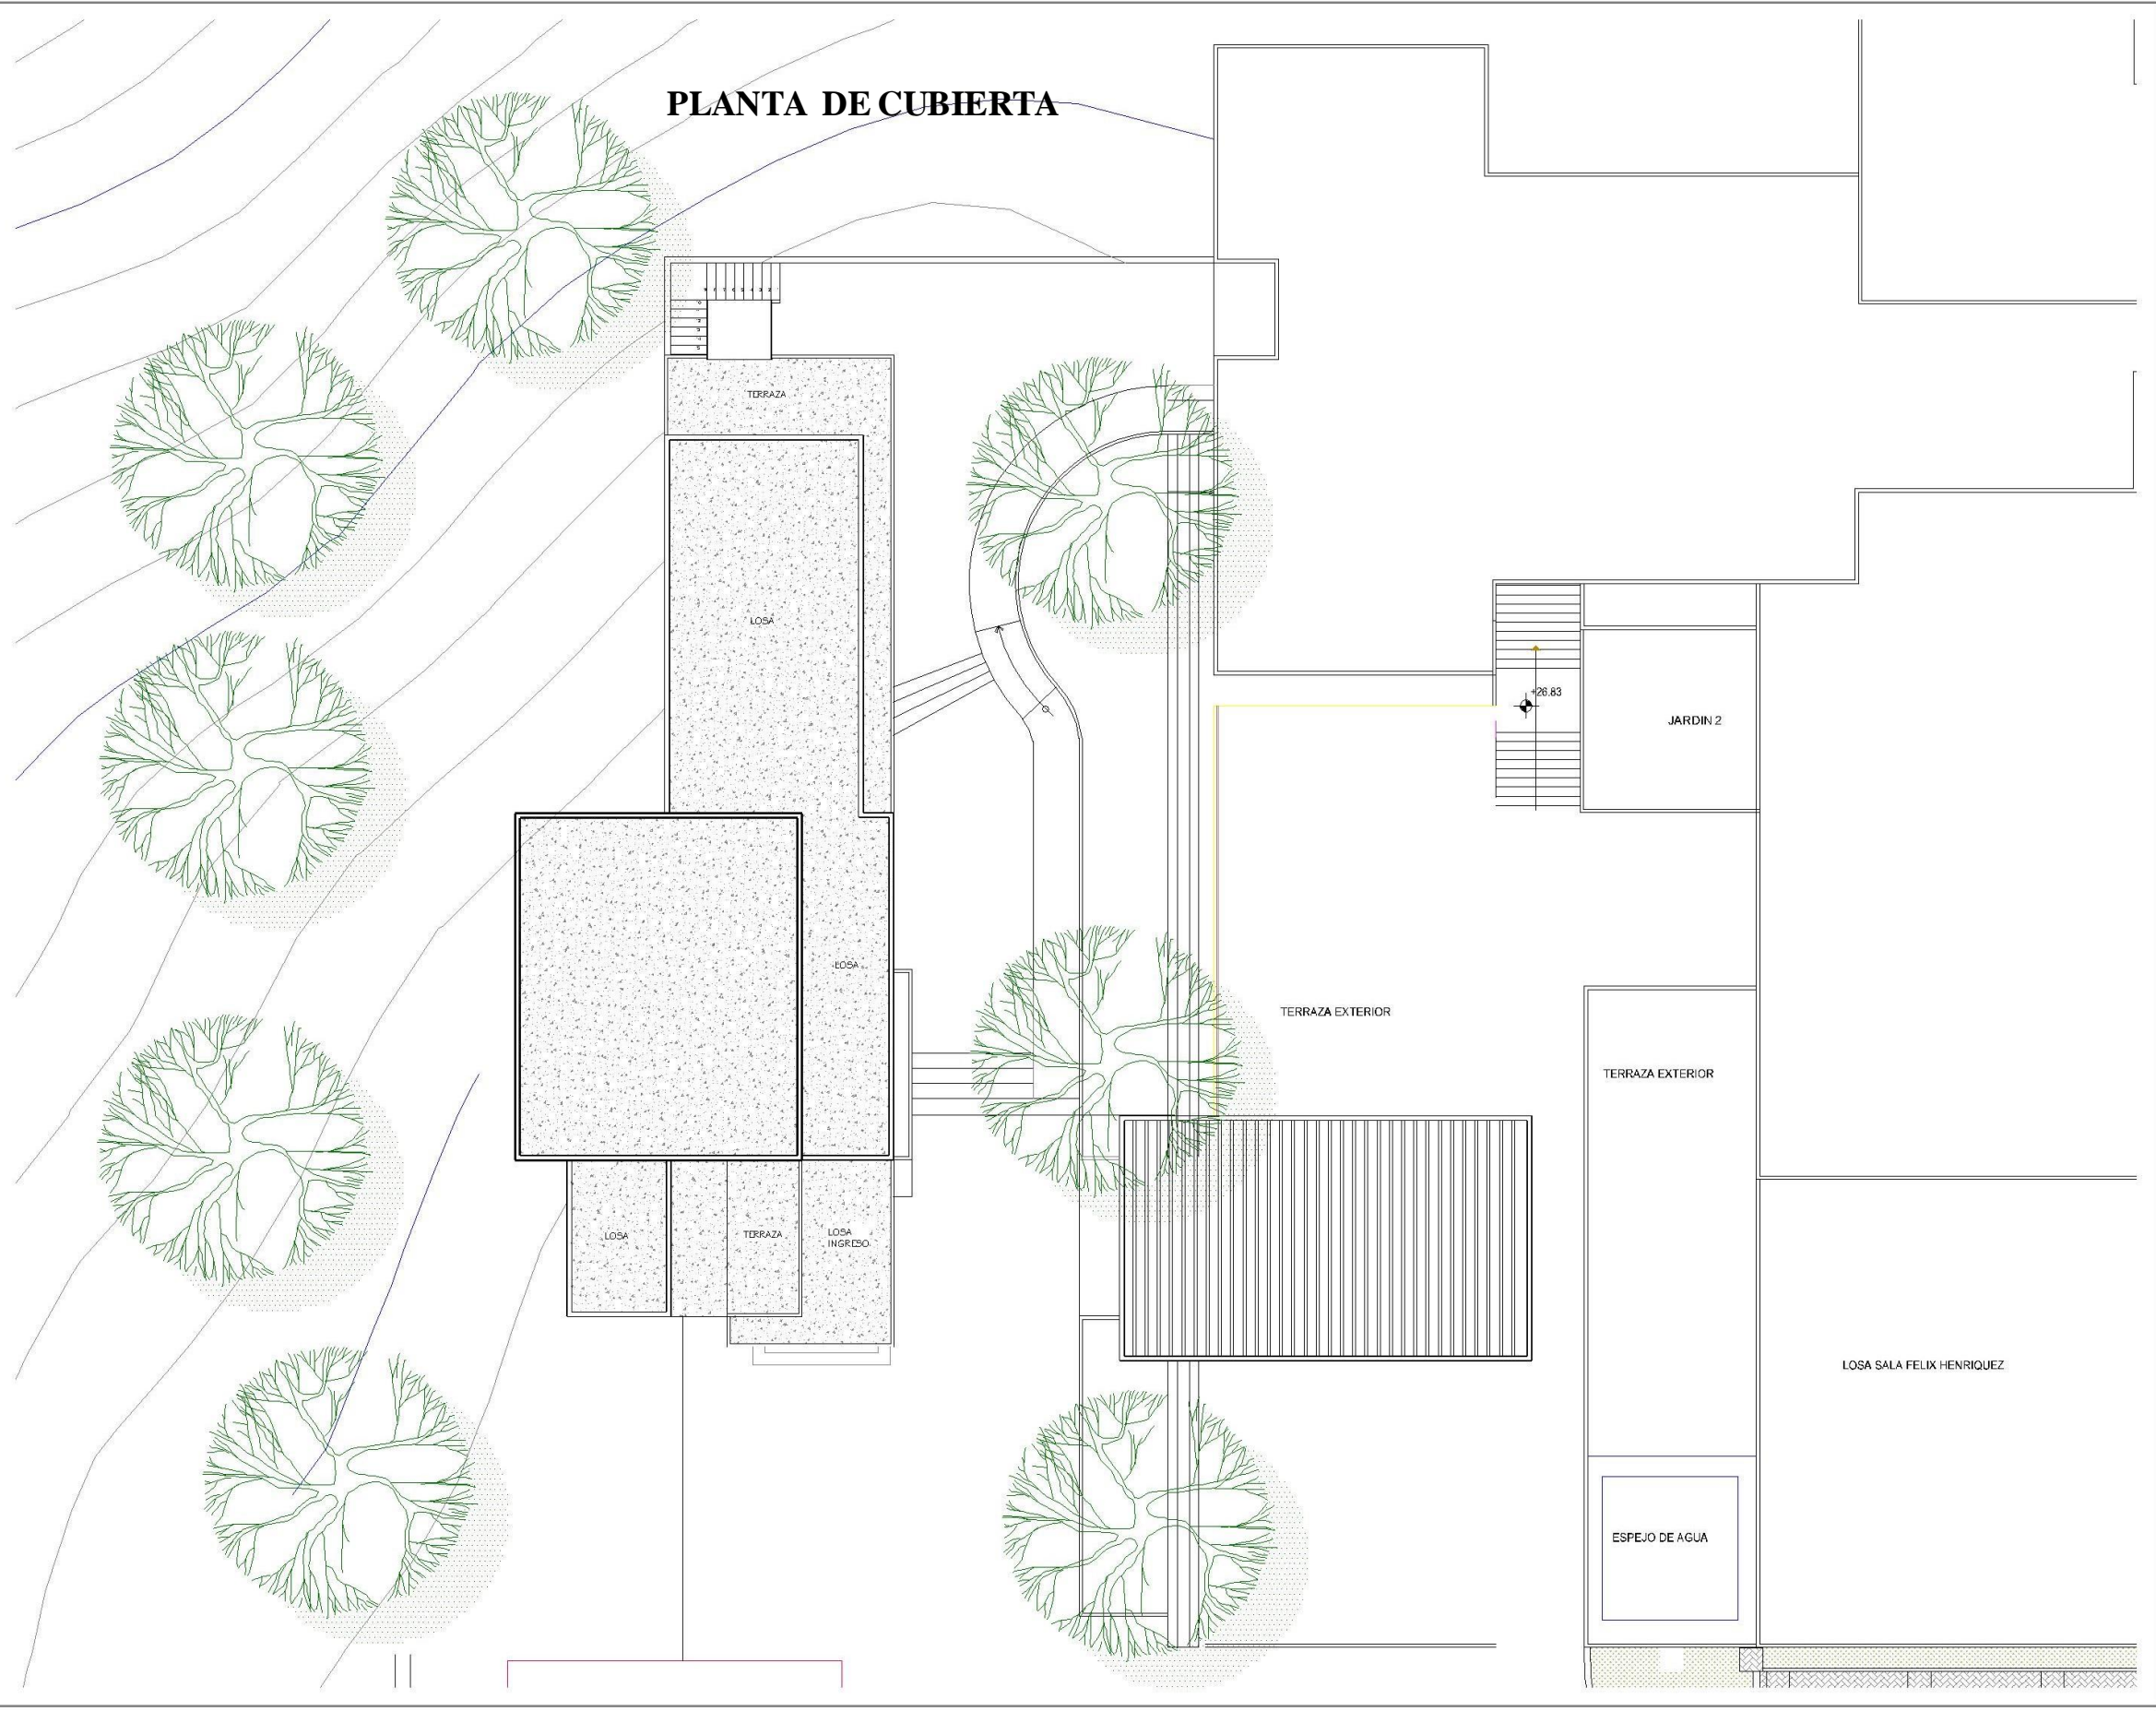 PLANTA DE CUBIERTA
TERRAZA
LOSA
+26.83
JARDIN 2
LOSA
TERRAZA EXTERIOR
TERRAZA EXTERIOR
LOSA
TERRAZA
LOSA
INGRESO
LOSA SALA FELIX HENRIQUEZ
ESPEJO DE AGUA